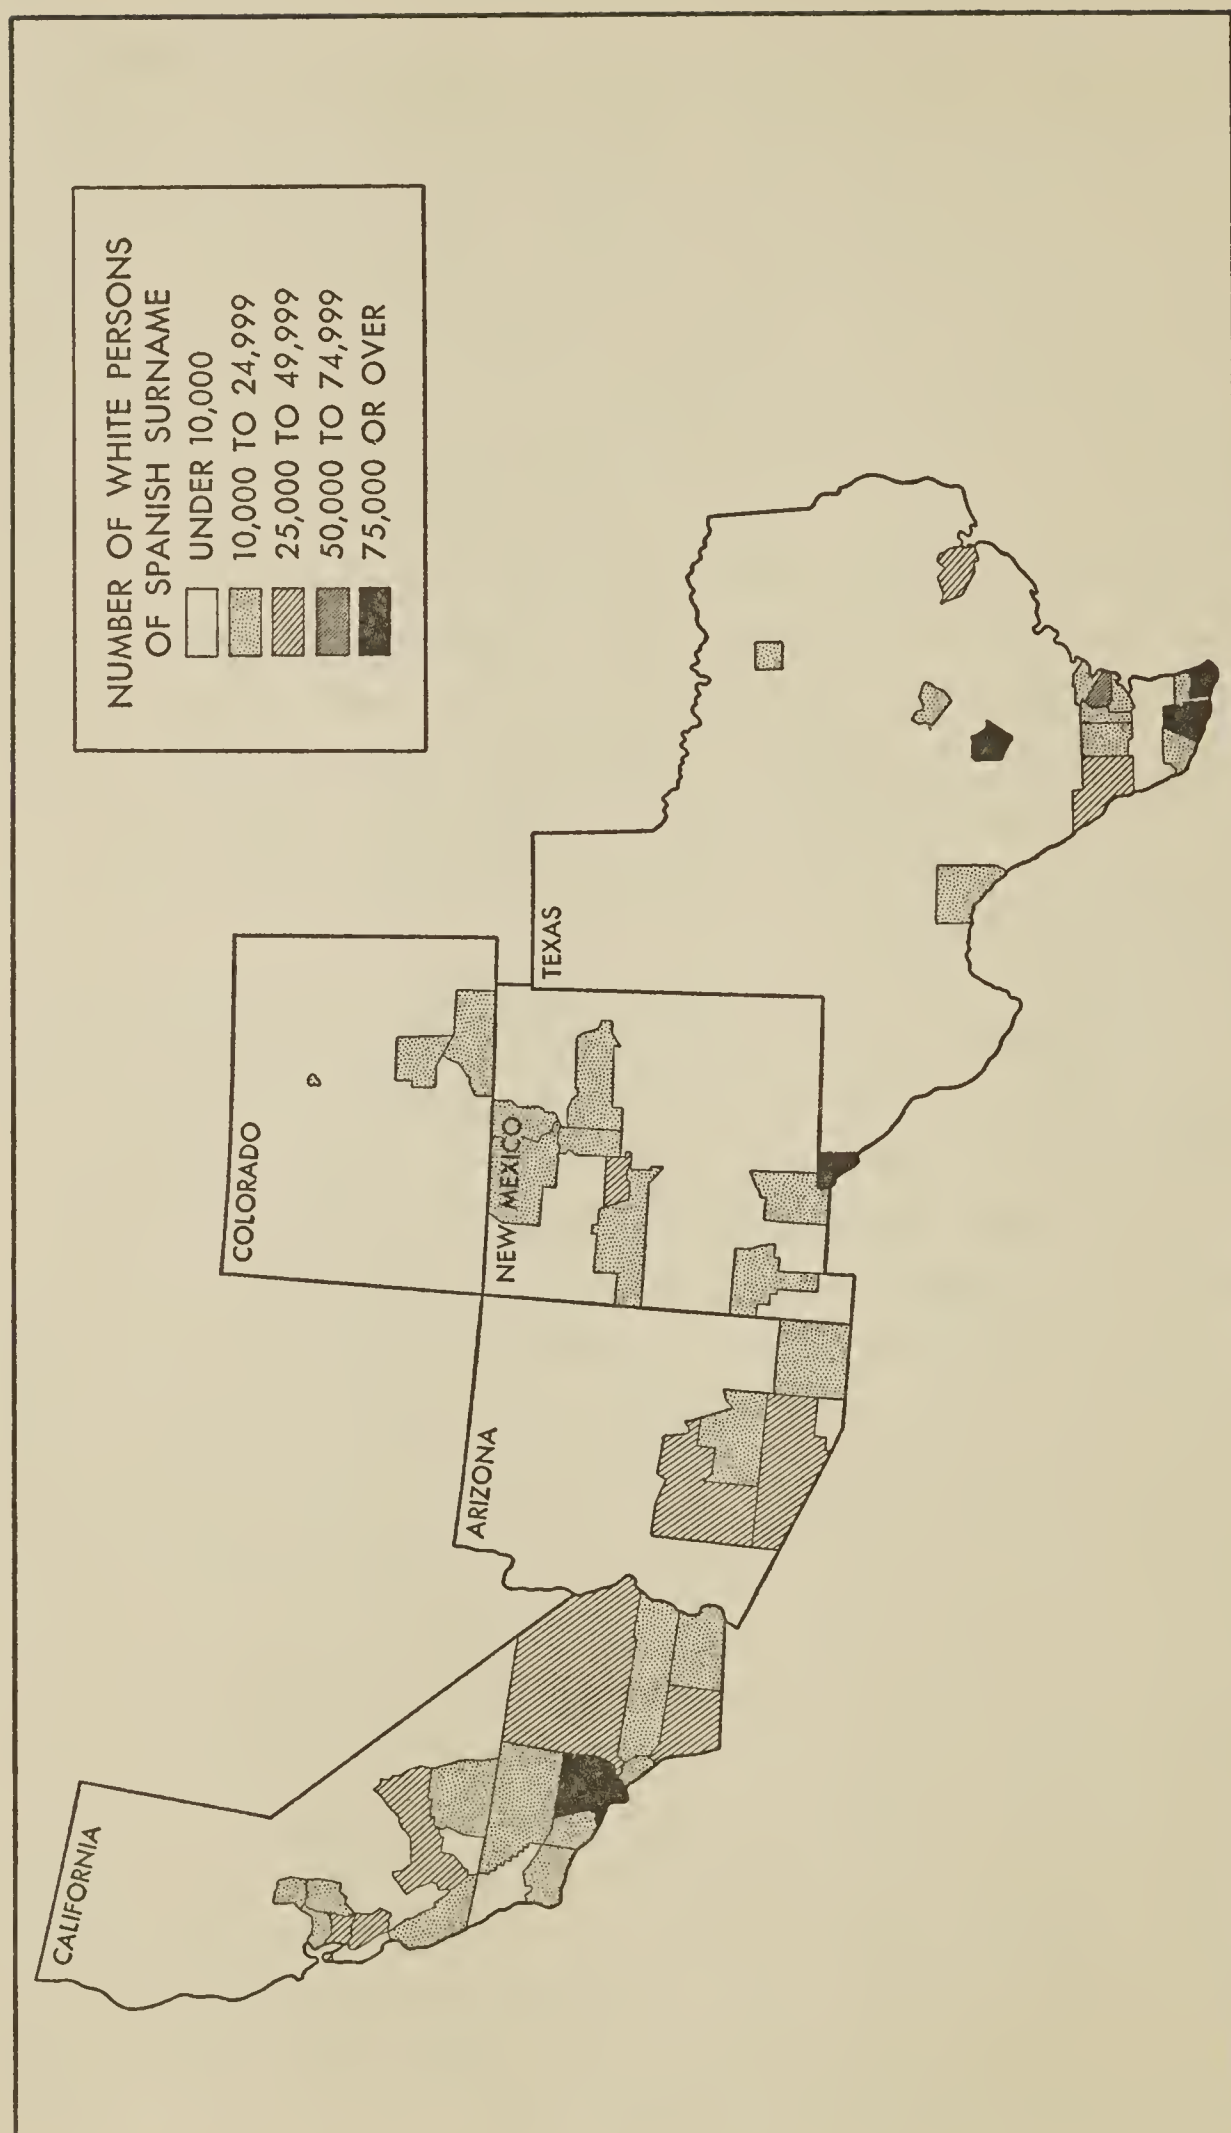 NUMBER OF WHITE PERSONS
OF SPANISH SURNAME
UNDER 10,000
10,000 TO 24,999
25,000 TO 49,999
50,000 TO 74,999
75,000 OR OVER
CALIFORNIA
ARIZONA
COLORADO
NEW MEXICO
TEXAS